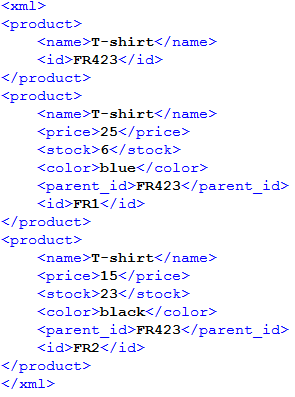 <xml>
<product>
    <name>T-shirt</name>
    <id>FR423</id>
</product>
<product>
    <name>T-shirt</name>
    <price>25</price>
    <stock>6</stock>
    <color>blue</color>
    <parent_id>FR423</parent_id>
    <id>FR1</id>
</product>
<product>
    <name>T-shirt</name>
    <price>15</price>
    <stock>23</stock>
    <color>black</color>
    <parent_id>FR423</parent_id>
    <id>FR2</id>
</product>
</xml>